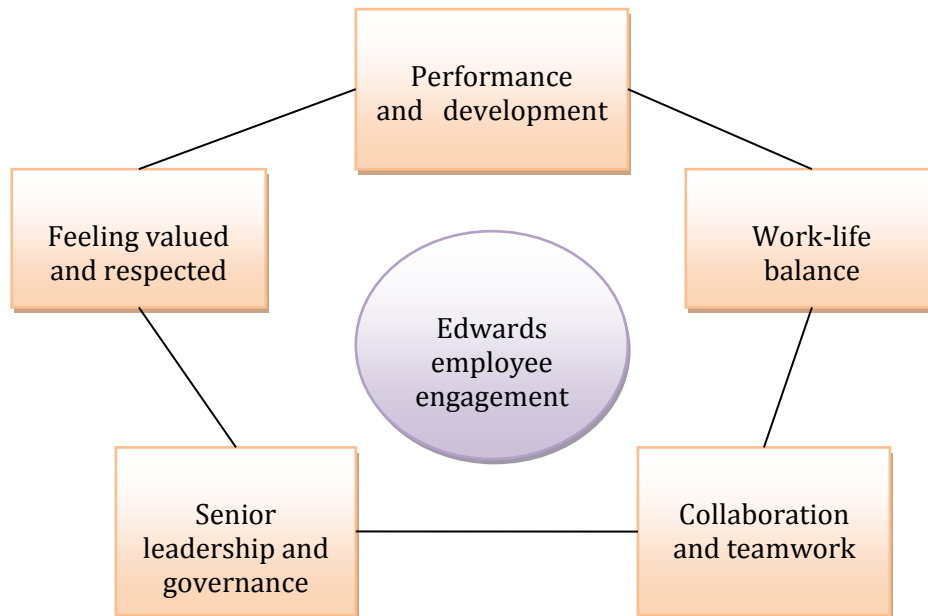 Performance
and development
Feeling valued
and respected
Work-life
balance
Edwards
employee
engagement
Senior
leadership and
governance
Collaboration
and teamwork